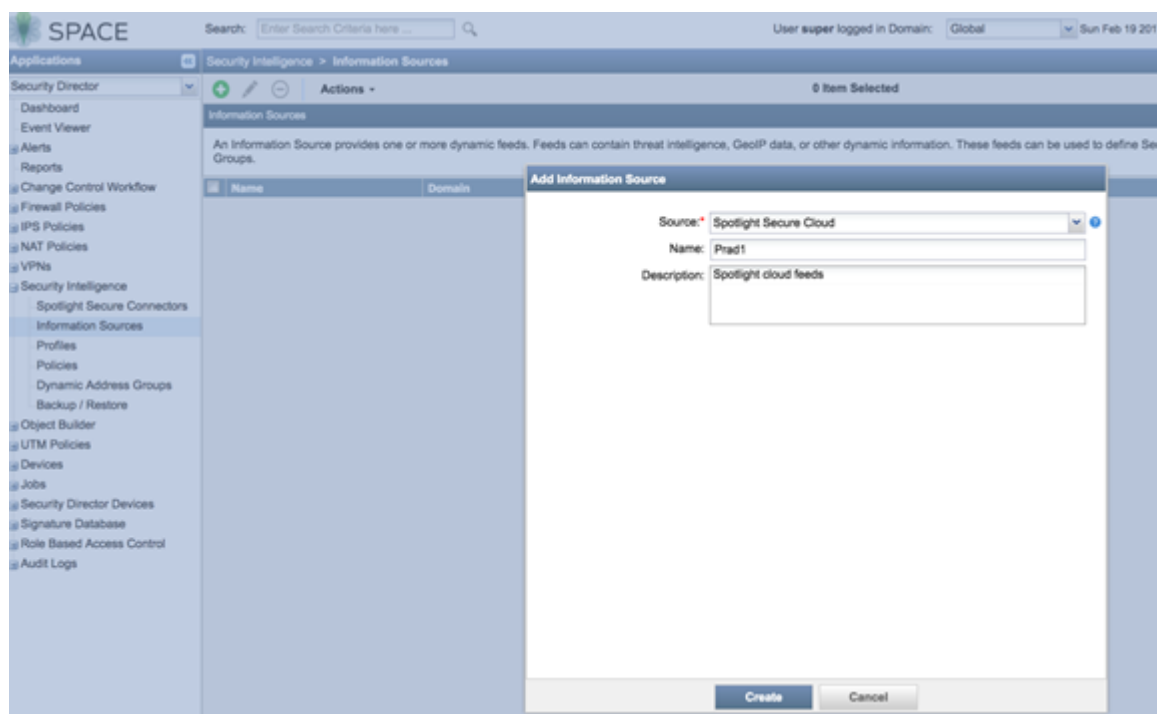 SPACE
Search: Enter Search Criteria here ...
User super logged in Domain: Global
Sun Feb 19 201
Applications
Security Intelligence > Information Sources
Security Director
Actions
0 Item Selected
Dashboard
Event Viewer
Alerts
Reports
Change Control Workflow
Firewall Policies
IPS Policies
NAT Policies
VPNs
Security Intelligence
Spotlight Secure Connectors
Information Sources
Profiles
Policies
Dynamic Address Groups
Backup / Restore
Object Builder
UTM Policies
Devices
Jobs
Security Director Devices
Signature Database
Role Based Access Control
Audit Logs
Information Sources
An Information Source provides one or more dynamic feeds. Feeds can contain threat intelligence, GeoIP data, or other dynamic information. These feeds can be used to define Se
Groups.
Name Domain
Add Information Source
Source:* Spotlight Secure Cloud
Name: Prad1
Description: Spotlight cloud feeds
Create Cancel